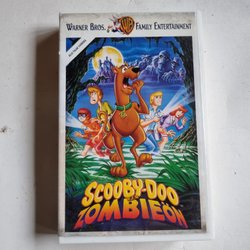 WARNER BROS. FAMILY ENTERTAINMENT
SCOOBY-DOO
ZOMBIEÖN